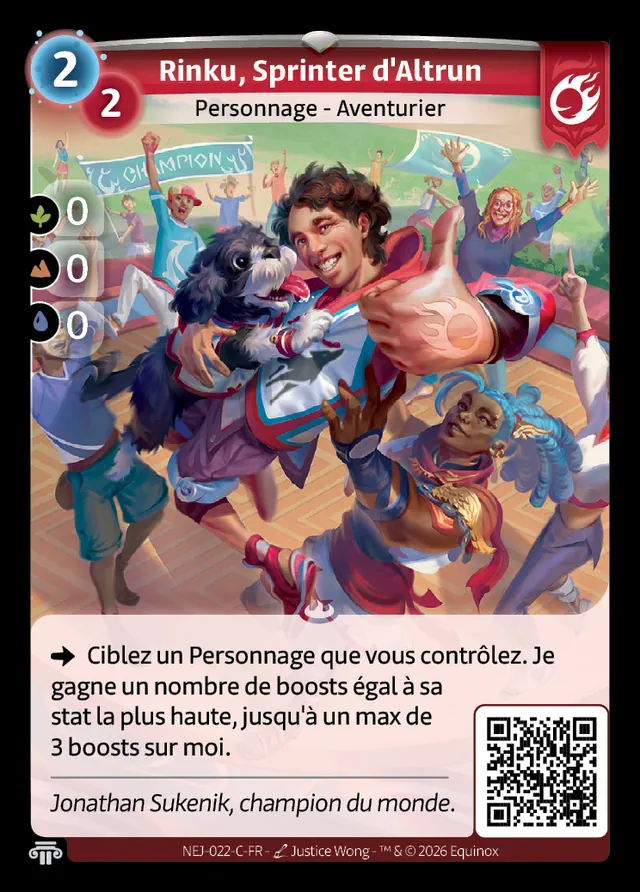 2
Rinku, Sprinter d'Altrun
2
Personnage - Aventurier
CHAMPION
0
0
0
Ciblez un Personnage que vous contrôlez. Je
gagne un nombre de boosts égal à sa
stat la plus haute, jusqu'à un max de
3 boosts sur moi.
Jonathan Sukenik, champion du monde.
NEJ-022-C-FR - Justice Wong - ™ & © 2026 Equinox